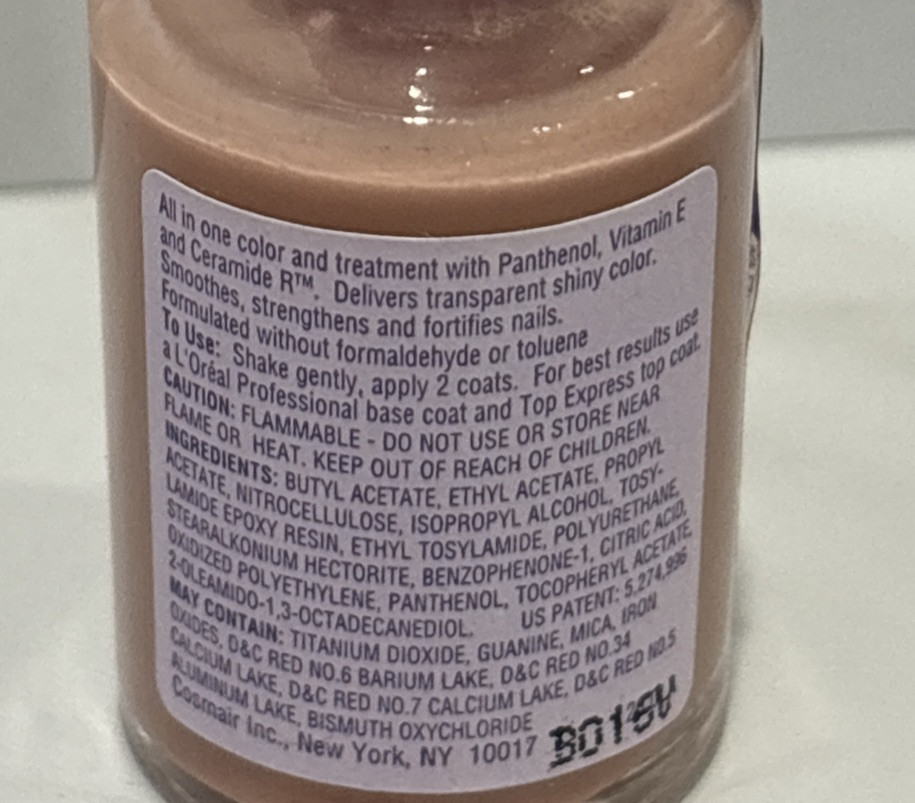 All in one color and treatment with Panthenol, Vitamin E
and Ceramide R™. Delivers transparent shiny color.
Smoothes, strengthens and fortifies nails.
Formulated without formaldehyde or toluene
To Use: Shake gently, apply 2 coats. For best results use
a L'Oréal Professional base coat and Top Express top coat.
CAUTION: FLAMMABLE - DO NOT USE OR STORE NEAR
FLAME OR HEAT. KEEP OUT OF REACH OF CHILDREN.
INGREDIENTS: BUTYL ACETATE, ETHYL ACETATE, PROPYL
ACETATE, NITROCELLULOSE, ISOPROPYL ALCOHOL, TOSY-
LAMIDE EPOXY RESIN, ETHYL TOSYLAMIDE, POLYURETHANE,
STEARALKONIUM HECTORITE, BENZOPHENONE-1, CITRIC ACID,
OXIDIZED POLYETHYLENE, PANTHENOL, TOCOPHERYL ACETATE,
2-OLEAMIDO-1,3-OCTADECANEDIOL. US PATENT: 5,274,996
MAY CONTAIN: TITANIUM DIOXIDE, GUANINE, MICA, IRON
OXIDES, D&C RED NO.6 BARIUM LAKE, D&C RED NO.34
CALCIUM LAKE, D&C RED NO.7 CALCIUM LAKE, D&C RED NO.5
ALUMINUM LAKE, BISMUTH OXYCHLORIDE
Cosmair Inc., New York, NY 10017